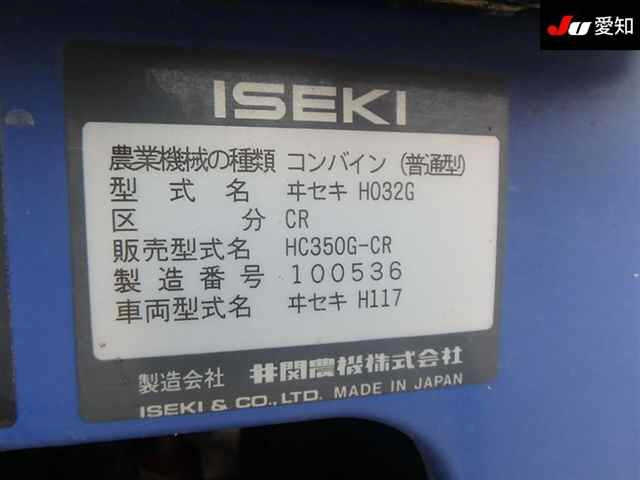 JU 愛知
ISEKI
農業機械の種類 コンバイン (普通型)
型式名 ヰセキ HO32G
区分 CR
販売型式名 HC350G-CR
製造番号 100536
車両型式名 ヰセキ H117
製造会社 井関農機株式会社
ISEKI & CO., LTD. MADE IN JAPAN